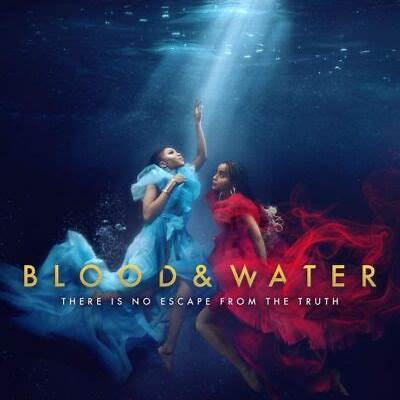 BLOOD & WATER
THERE IS NO ESCAPE FROM THE TRUTH